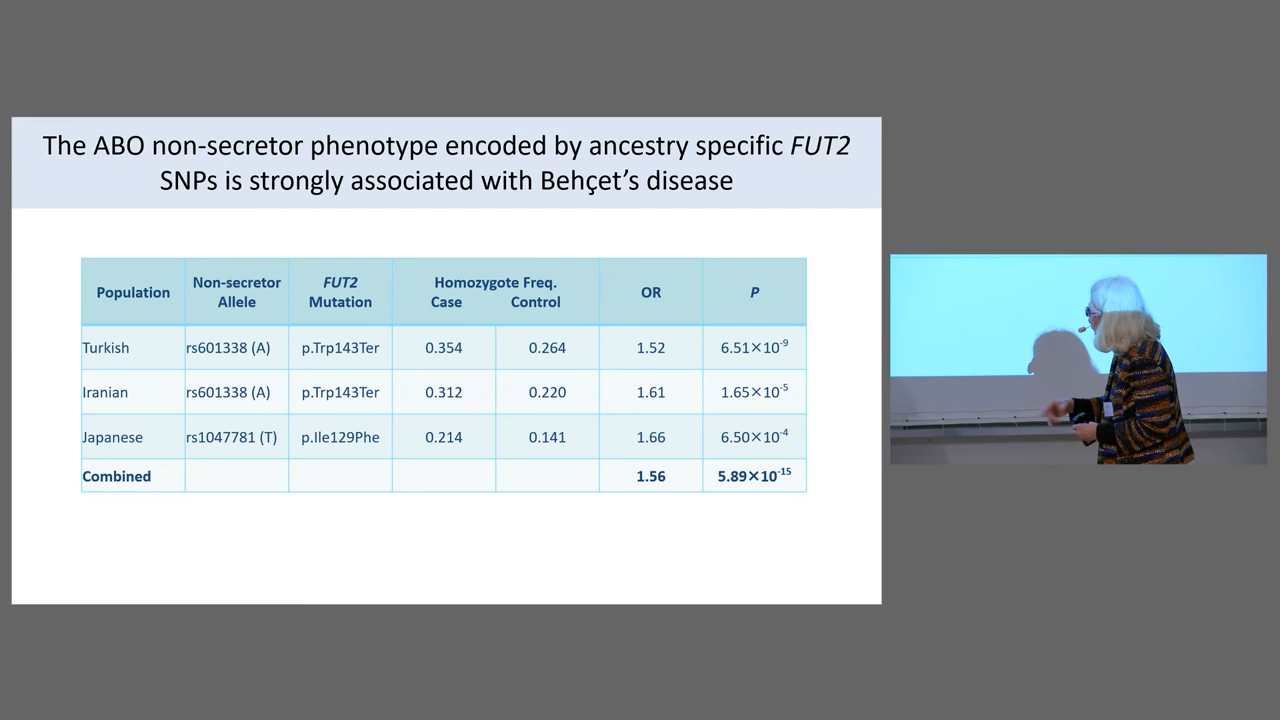 The ABO non-secretor phenotype encoded by ancestry specific FUT2
SNPs is strongly associated with Behçet's disease
Population Non-secretor Allele FUT2 Mutation Homozygote Freq. Case Control OR P
Turkish rs601338 (A) p.Trp143Ter 0.354 0.264 1.52 6.51×10-9
Iranian rs601338 (A) p.Trp143Ter 0.312 0.220 1.61 1.65×10-5
Japanese rs1047781 (T) p.Ile129Phe 0.214 0.141 1.66 6.50×10-4
Combined 1.56 5.89×10-15